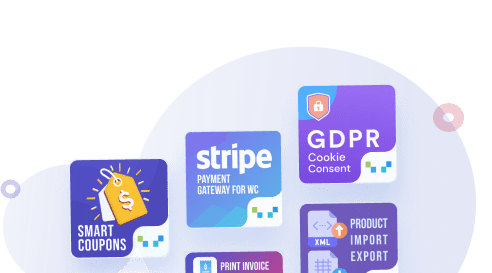 GDPR
Cookie
Consent
stripe
PAYMENT
GATEWAY FOR WC
SMART
COUPONS
$
XML
PRODUCT
IMPORT
EXPORT
$
PRINT INVOICE